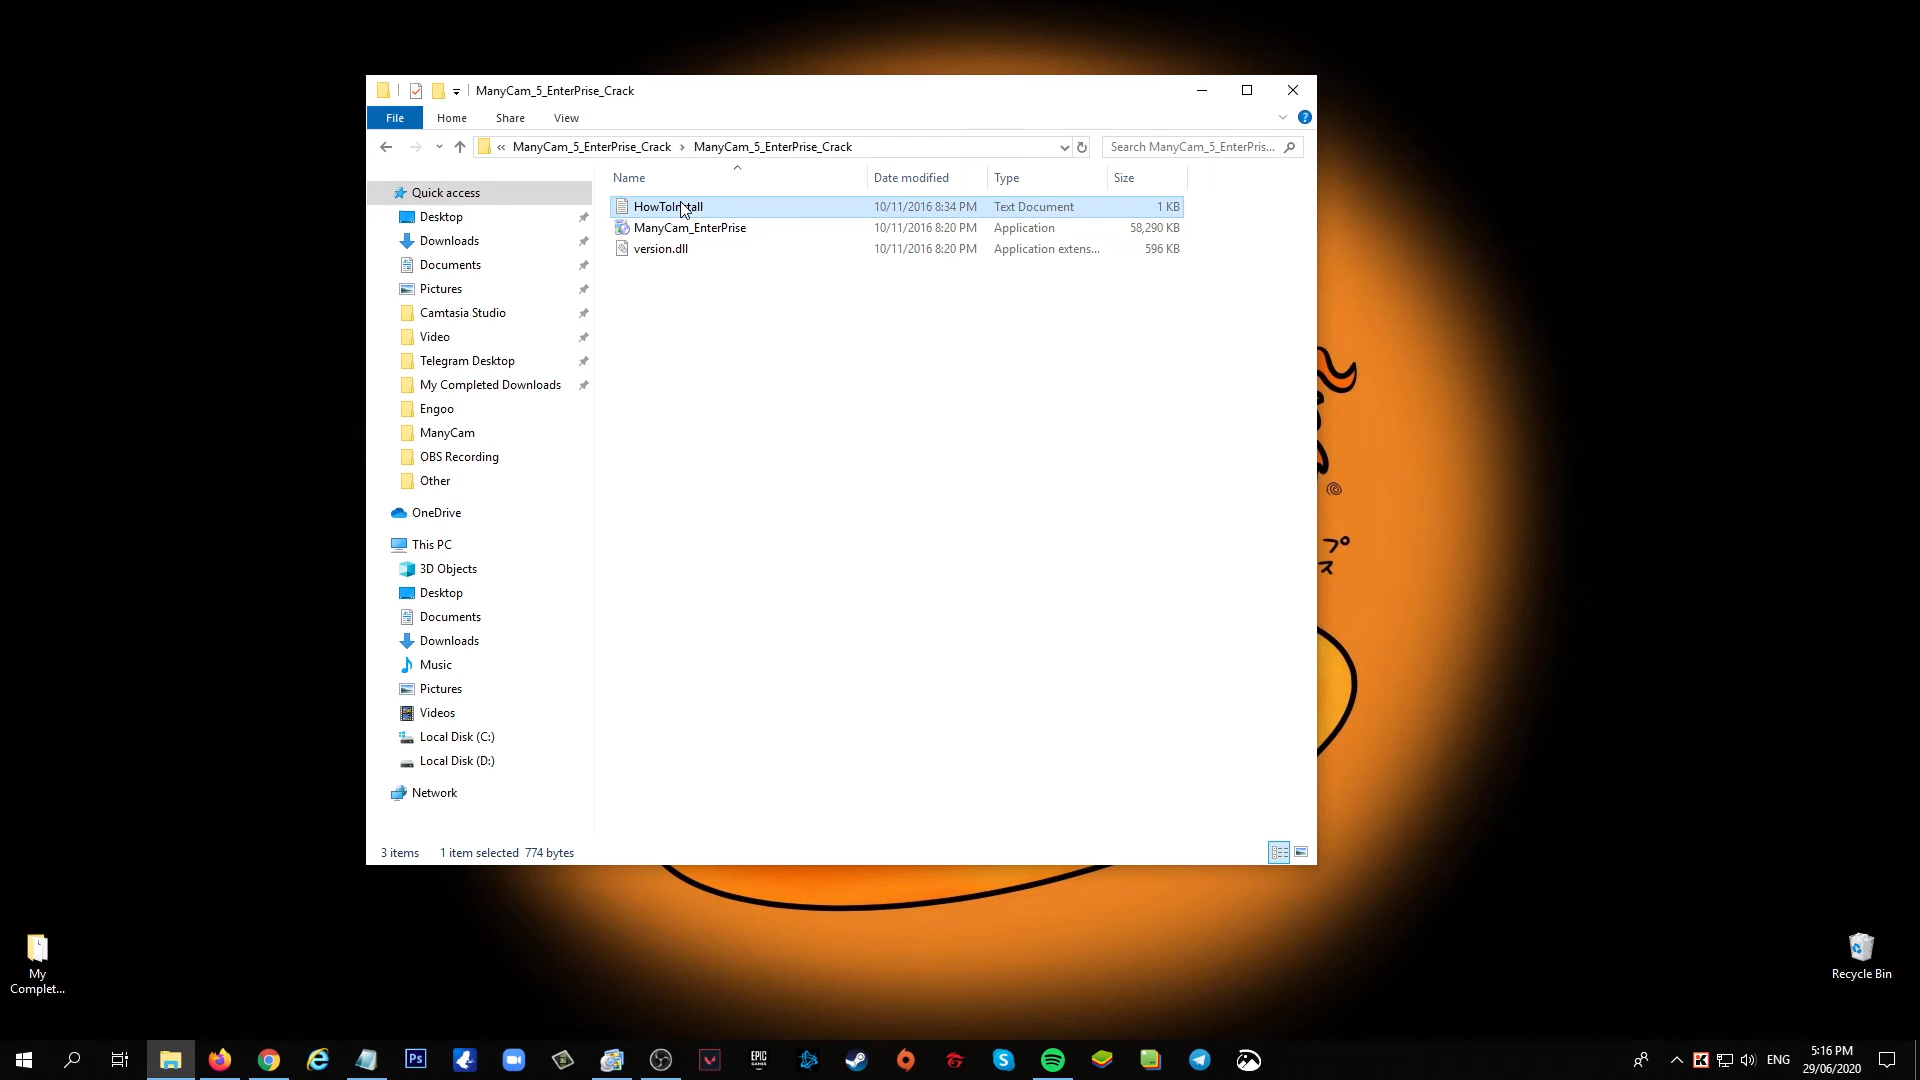 ManyCam_5_EnterPrise_Crack
File Home Share View
« ManyCam_5_EnterPrise_Crack › ManyCam_5_EnterPrise_Crack
Search ManyCam_5_EnterPris...
Name Date modified Type Size
HowToInstall 10/11/2016 8:34 PM Text Document 1 KB
ManyCam_EnterPrise 10/11/2016 8:20 PM Application 58,290 KB
version.dll 10/11/2016 8:20 PM Application extens... 596 KB
Quick access
Desktop
Downloads
Documents
Pictures
Camtasia Studio
Video
Telegram Desktop
My Completed Downloads
Engoo
ManyCam
OBS Recording
Other
OneDrive
This PC
3D Objects
Desktop
Documents
Downloads
Music
Pictures
Videos
Local Disk (C:)
Local Disk (D:)
Network
3 items 1 item selected 774 bytes
プ
ス
My
Complet...
Recycle Bin
Ps
EPIC
GAMES
ENG
5:16 PM
29/06/2020